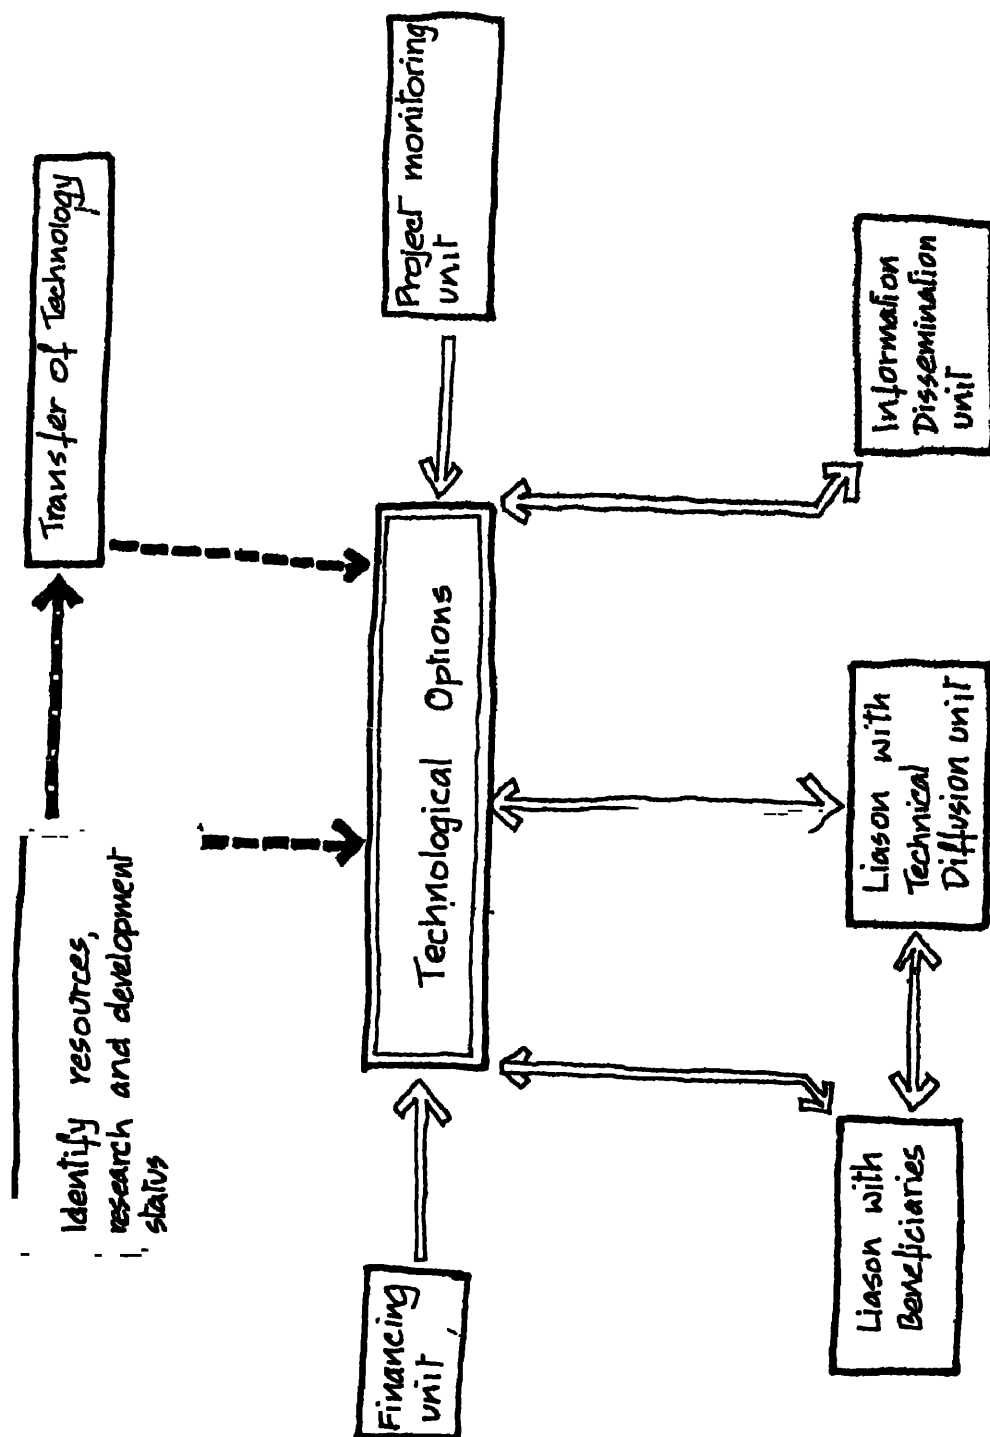 Identify resources,
research and development
status
Transfer of Technology
Financing
unit
Technological Options
Project monitoring
unit
Liason with
Beneficiaries
Liason with
Technical
Diffusion unit
Information
Dissemination
unit